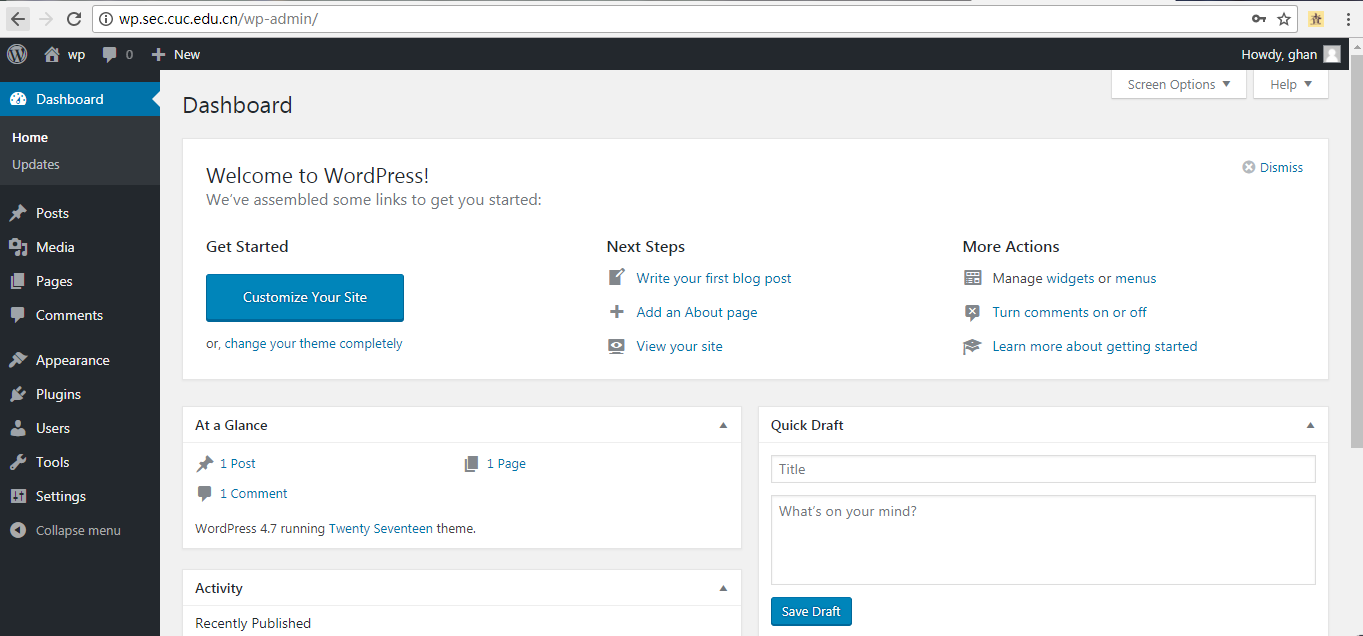 wp.sec.cuc.edu.cn/wp-admin/
wp 0 New Howdy, ghan
Screen Options Help
Dashboard
Home
Updates
Posts
Media
Pages
Comments
Appearance
Plugins
Users
Tools
Settings
Collapse menu
Dashboard
Welcome to WordPress!
Dismiss
We've assembled some links to get you started:
Get Started
Customize Your Site
or, change your theme completely
Next Steps
Write your first blog post
Add an About page
View your site
More Actions
Manage widgets or menus
Turn comments on or off
Learn more about getting started
At a Glance
1 Post 1 Page
1 Comment
WordPress 4.7 running Twenty Seventeen theme.
Activity
Recently Published
Quick Draft
Title
What's on your mind?
Save Draft